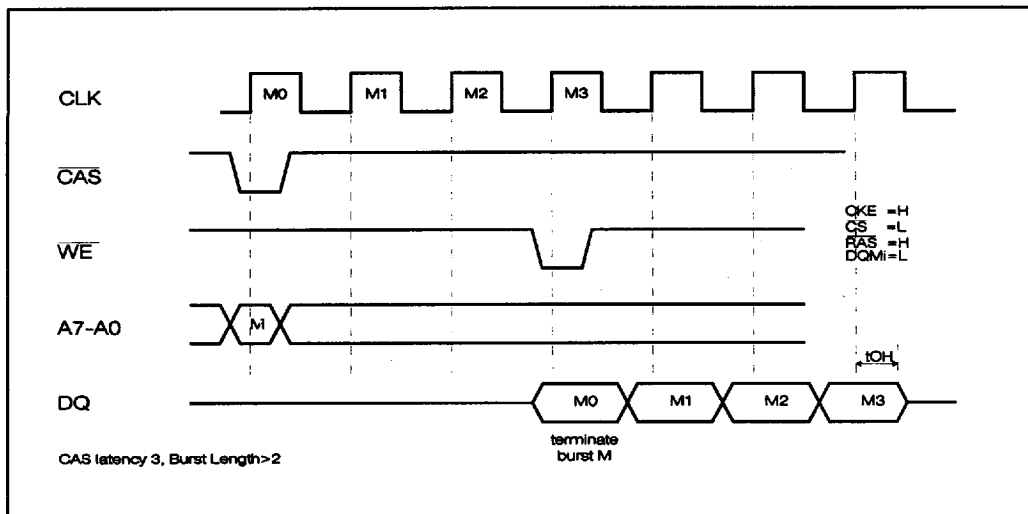 CLK
M0 M1 M2 M3
CAS
WE
CKE =H
CS =L
RAS =H
DQMi=L
A7-A0
M
tOH
DQ
M0 M1 M2 M3
terminate
burst M
CAS latency 3, Burst Length>2